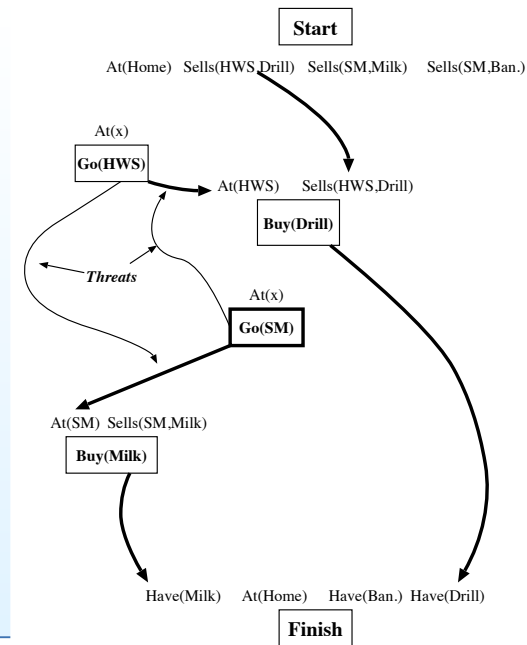 Start
At(Home) Sells(HWS,Drill) Sells(SM,Milk) Sells(SM,Ban.)
At(x)
Go(HWS)
At(HWS) Sells(HWS,Drill)
Buy(Drill)
Threats
At(x)
Go(SM)
At(SM) Sells(SM,Milk)
Buy(Milk)
Have(Milk) At(Home) Have(Ban.) Have(Drill)
Finish